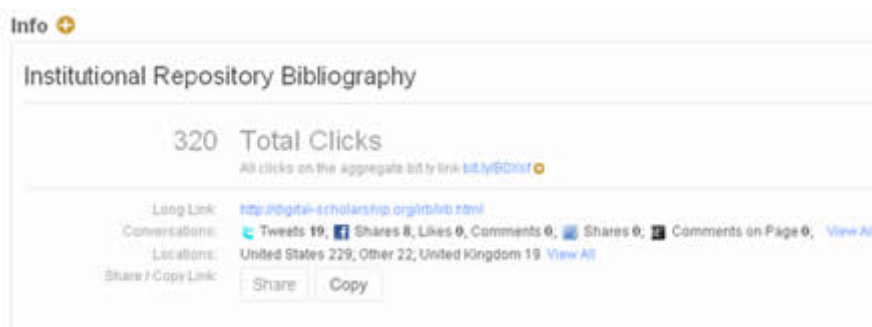 Info
Institutional Repository Bibliography
320 Total Clicks
All clicks on the aggregate bit.ly link
Long Link: http://digital-scholarship.org/irb/irb.html
Conversations: Tweets 19, Shares 8, Likes 0, Comments 0, Shares 0, Comments on Page 0, View All
Locations: United States 229; Other 22; United Kingdom 19 View All
Share / Copy Link: Share Copy